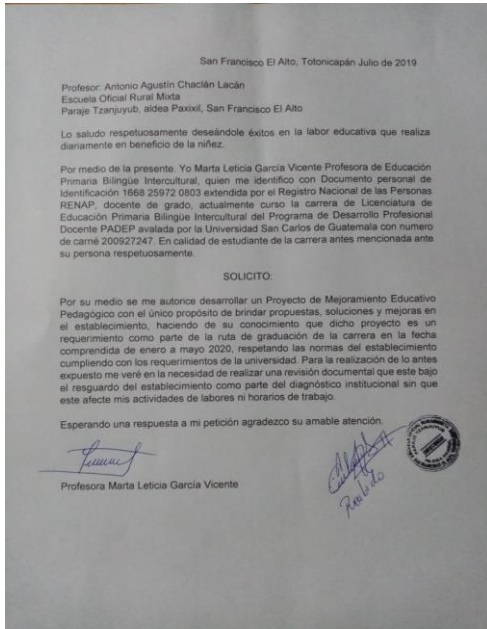 San Francisco El Alto, Totonicapán Julio de 2019
Profesor: Antonio Agustín Chaclán Lacán
Escuela Oficial Rural Mixta
Paraje Tzanjuyub, aldea Paxixil, San Francisco El Alto
Lo saludo respetuosamente deseándole éxitos en la labor educativa que realiza
diariamente en beneficio de la niñez.
Por medio de la presente. Yo Marta Leticia García Vicente Profesora de Educación
Primaria Bilingüe Intercultural, quien me identifico con Documento personal de
Identificación 1668 25972 0803 extendida por el Registro Nacional de las Personas
RENAP, docente de grado, actualmente curso la carrera de Licenciatura de
Educación Primaria Bilingüe Intercultural del Programa de Desarrollo Profesional
Docente PADEP avalada por la Universidad San Carlos de Guatemala con numero
de carné 200927247. En calidad de estudiante de la carrera antes mencionada ante
su persona respetuosamente.
SOLICITO:
Por su medio se me autorice desarrollar un Proyecto de Mejoramiento Educativo
Pedagógico con el único propósito de brindar propuestas, soluciones y mejoras en
el establecimiento, haciendo de su conocimiento que dicho proyecto es un
requerimiento como parte de la ruta de graduación de la carrera en la fecha
comprendida de enero a mayo 2020, respetando las normas del establecimiento
cumpliendo con los requerimientos de la universidad. Para la realización de lo antes
expuesto me veré en la necesidad de realizar una revisión documental que este bajo
el resguardo del establecimiento como parte del diagnóstico institucional sin que
este afecte mis actividades de labores ni horarios de trabajo.
Esperando una respuesta a mi petición agradezco su amable atención.
Recibido
Profesora Marta Leticia García Vicente